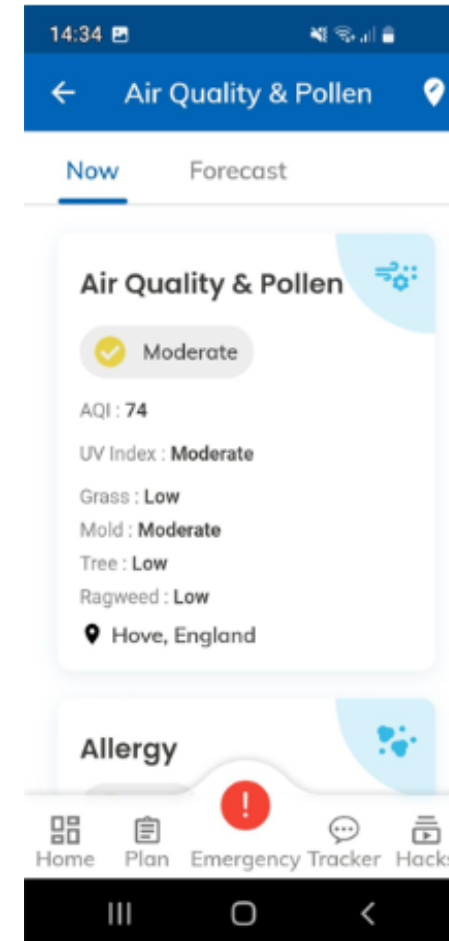 14:34
Air Quality & Pollen
Now Forecast
Air Quality & Pollen
Moderate
AQI : 74
UV Index : Moderate
Grass : Low
Mold : Moderate
Tree : Low
Ragweed : Low
Hove, England
Allergy
!
Home Plan Emergency Tracker Hacks